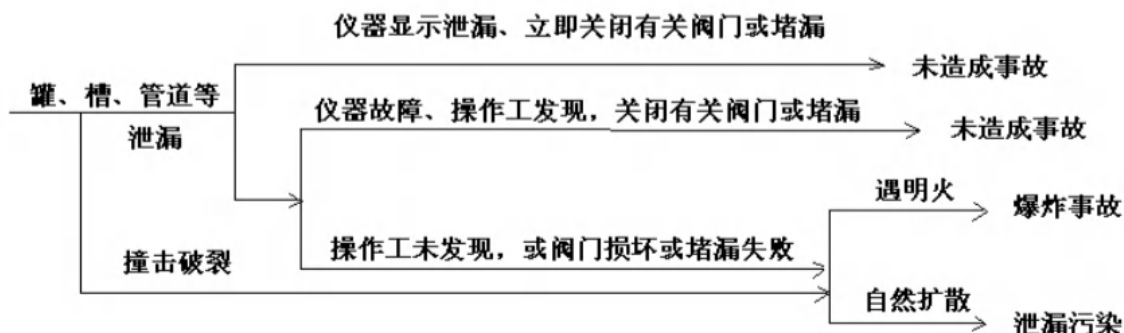 仪器显示泄漏、立即关闭有关阀门或堵漏
未造成事故
罐、槽、管道等
泄漏
仪器故障、操作工发现，关闭有关阀门或堵漏
未造成事故
遇明火
爆炸事故
操作工未发现，或阀门损坏或堵漏失败
撞击破裂
自然扩散
泄漏污染